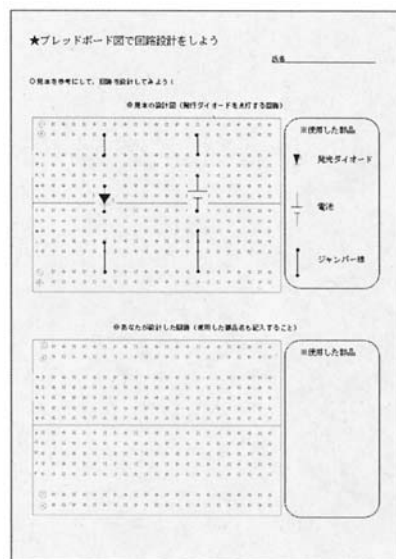 ★ブレッドボード図で回路設計をしよう
氏名
○見本を参考にして、回路を設計してみよう！
※見本の設計図（発光ダイオードを点灯する回路）
※使用した部品
発光ダイオード
電池
ジャンパー線
※あなたが設計した回路（使用した部品名も記入すること）
※使用した部品